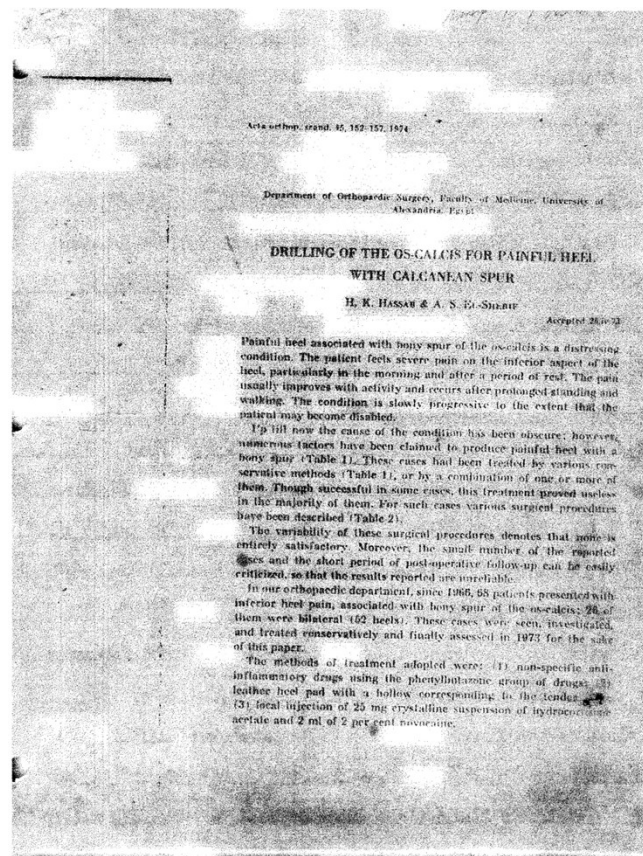 Acta orthop. scand. 45, 152-157, 1974
Department of Orthopaedic Surgery, Faculty of Medicine, University of
Alexandria, Egypt
DRILLING OF THE OS-CALCIS FOR PAINFUL HEEL
WITH CALCANEAN SPUR
H. K. HASSAB & A. S. EL-SHERIF
Accepted 28.iv.73
Painful heel associated with bony spur of the os-calcis is a distressing
condition. The patient feels severe pain on the inferior aspect of the
heel, particularly in the morning and after a period of rest. The pain
usually improves with activity and recurs after prolonged standing and
walking. The condition is slowly progressive to the extent that the
patient may become disabled.
Up till now the cause of the condition has been obscure; however,
numerous factors have been claimed to produce painful heel with a
bony spur (Table 1). These cases had been treated by various con-
servative methods (Table 1), or by a combination of one or more of
them. Though successful in some cases, this treatment proved useless
in the majority of them. For such cases various surgical procedures
have been described (Table 2).
The variability of these surgical procedures denotes that none is
entirely satisfactory. Moreover, the small number of the reported
cases and the short period of post-operative follow-up can be easily
criticized, so that the results reported are unreliable.
In our orthopaedic department, since 1966, 68 patients presented with
inferior heel pain, associated with bony spur of the os-calcis; 26 of
them were bilateral (52 heels). These cases were seen, investigated,
and treated conservatively and finally assessed in 1973 for the sake
of this paper.
The methods of treatment adopted were: (1) non-specific anti-
inflammatory drugs using the phenylbutazone group of drugs; (2)
leather heel pad with a hollow corresponding to the tender
(3) local injection of 25 mg crystalline suspension of hydrocortisone
acetate and 2 ml of 2 per cent novocaine.